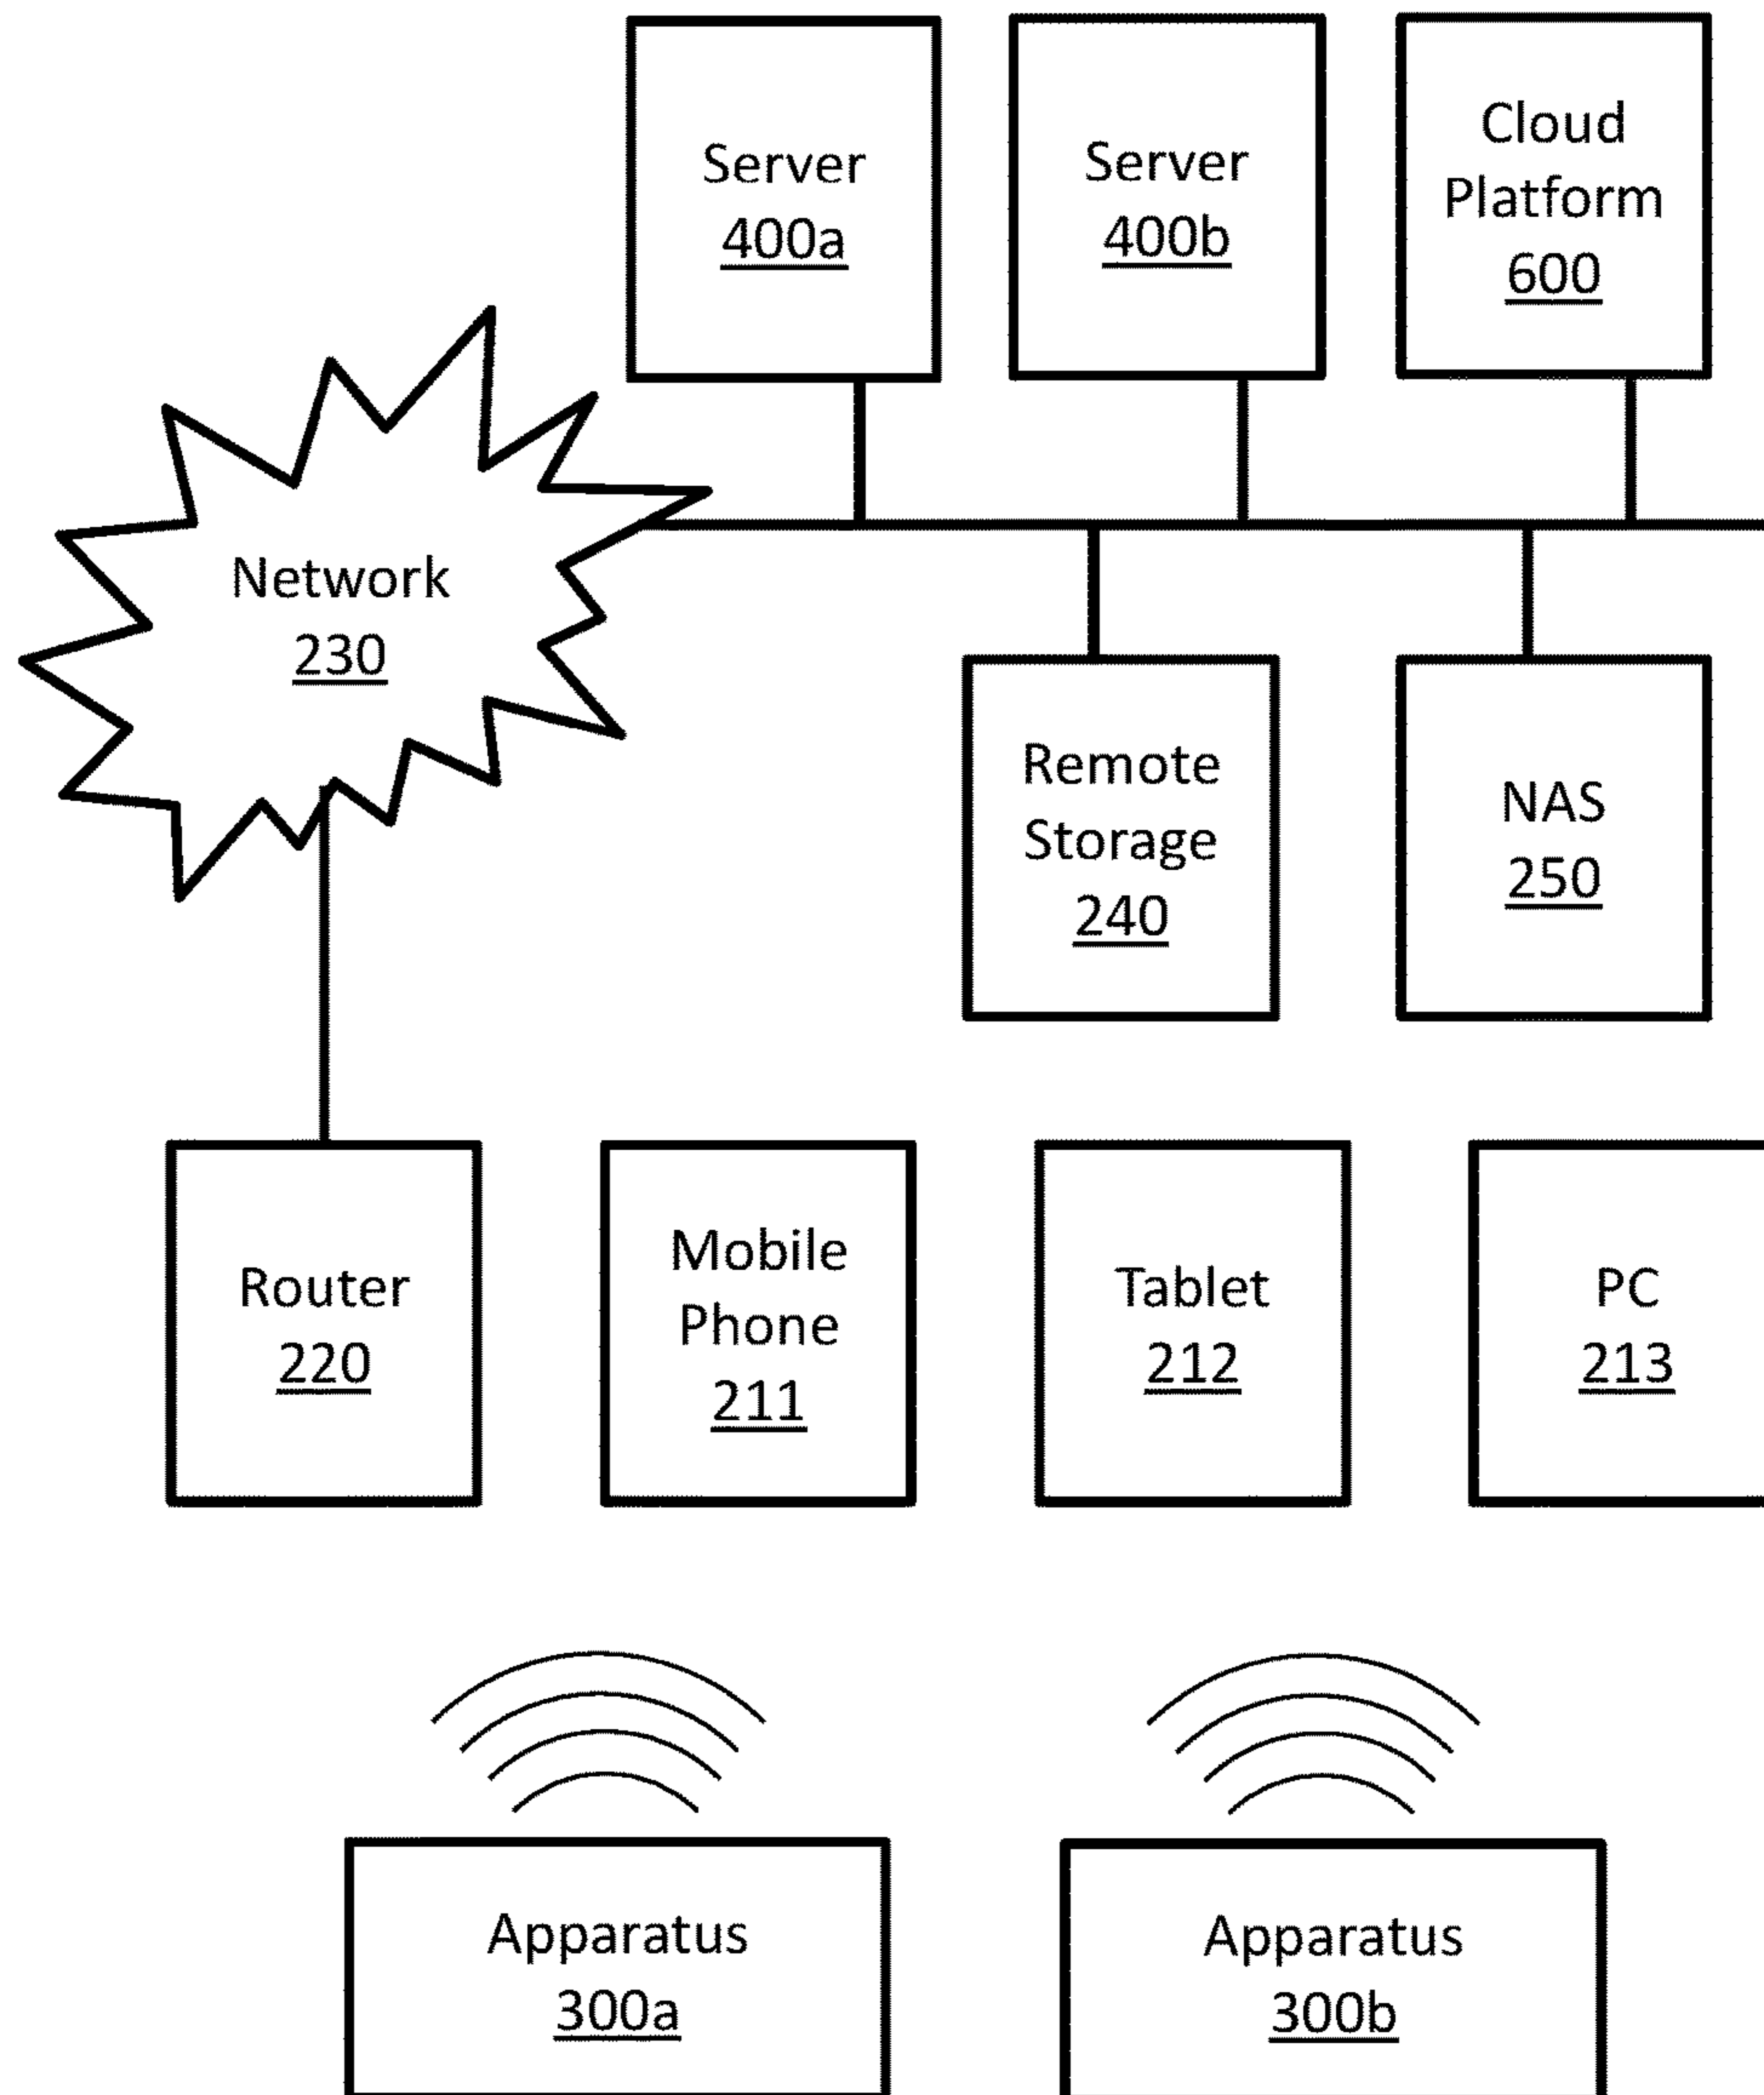 Server
400a
Server
400b
Cloud
Platform
600
Network
230
Remote
Storage
240
NAS
250
Router
220
Mobile
Phone
211
Tablet
212
PC
213
Apparatus
300a
Apparatus
300b